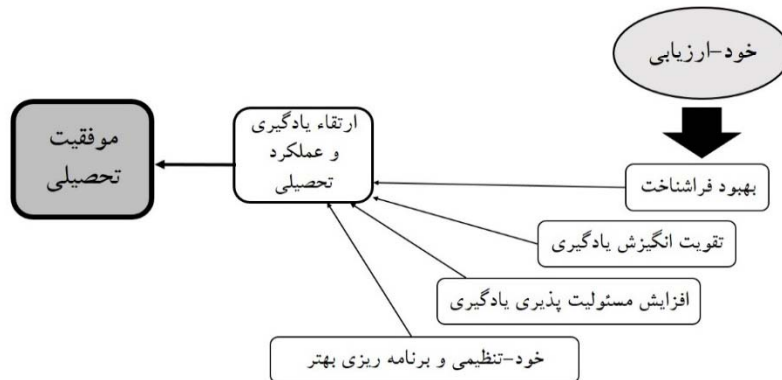 خود-ارزیابی
بهبود فراشناخت
تقویت انگیزش یادگیری
افزایش مسئولیت پذیری یادگیری
خود-تنظیمی و برنامه ریزی بهتر
ارتقاء یادگیری
و
عملکرد
تحصیلی
موفقیت
تحصیلی